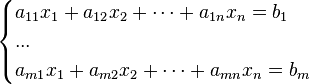 a₁₁x₁ + a₁₂x₂ + ⋯ + a₁ₙxₙ = b₁
...
aₘ₁x₁ + aₘ₂x₂ + ⋯ + aₘₙxₙ = bₘ